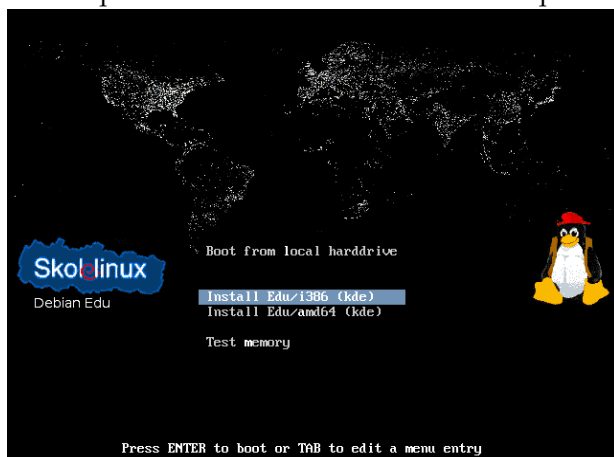 Boot from local harddrive
Skolelinux
Debian Edu
Install Edu/i386 (kde)
Install Edu/amd64 (kde)
Test memory
Press ENTER to boot or TAB to edit a menu entry